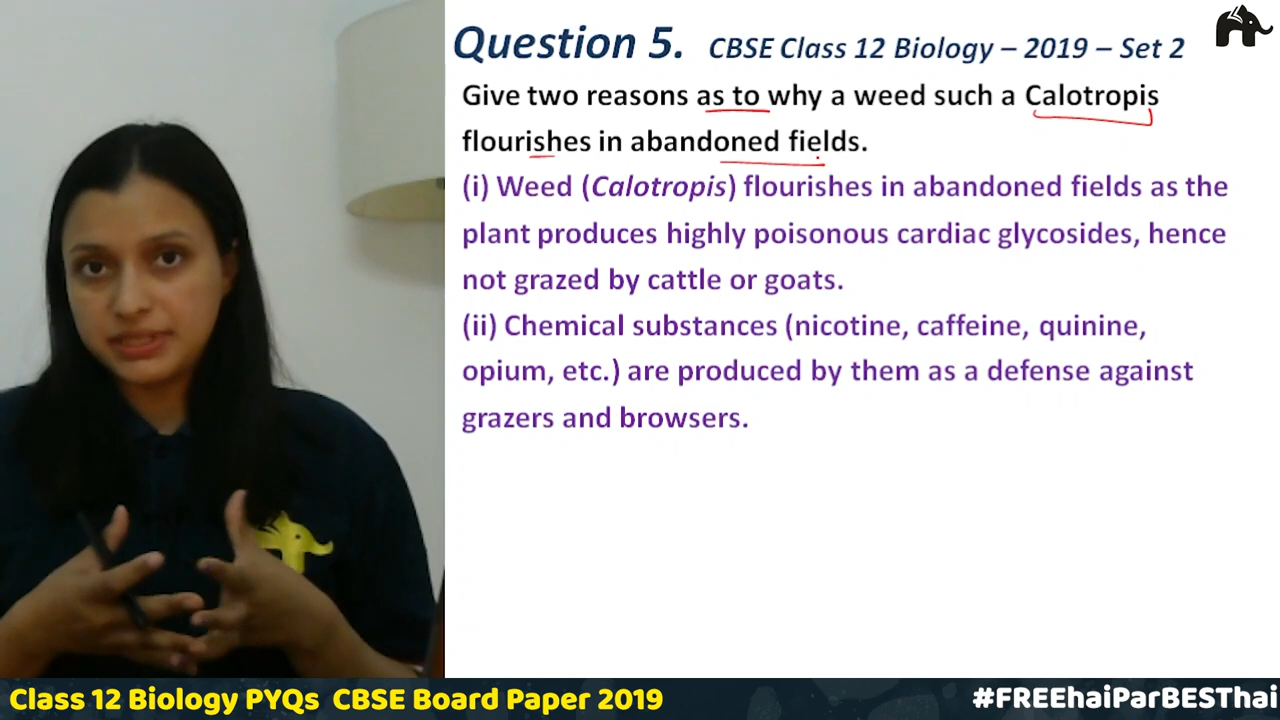 Question 5. CBSE Class 12 Biology – 2019 – Set 2
Give two reasons as to why a weed such a Calotropis
flourishes in abandoned fields.
(i) Weed (Calotropis) flourishes in abandoned fields as the
plant produces highly poisonous cardiac glycosides, hence
not grazed by cattle or goats.
(ii) Chemical substances (nicotine, caffeine, quinine,
opium, etc.) are produced by them as a defense against
grazers and browsers.
Class 12 Biology PYQs CBSE Board Paper 2019
#FREEhaiParBESThai